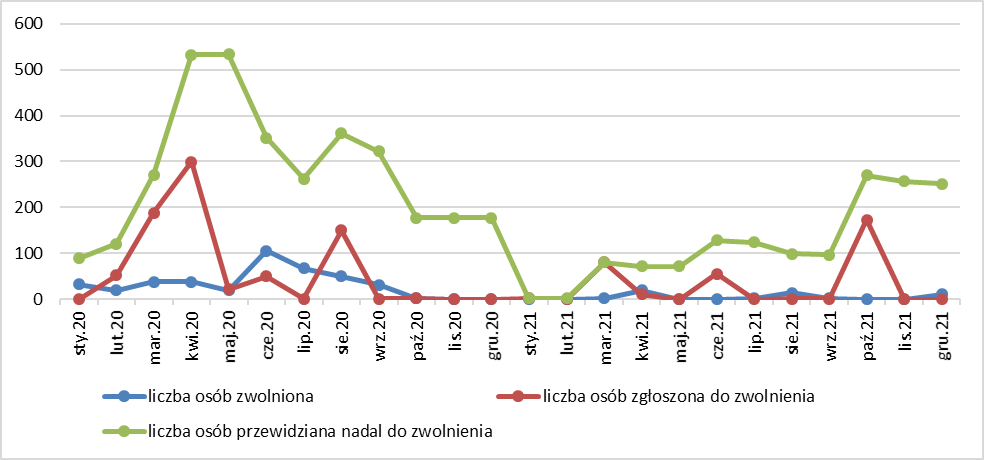 600
500
400
300
200
100
0
sty.20
lut.20
mar.20
kwi.20
maj.20
cze.20
lip.20
sie.20
wrz.20
paź.20
lis.20
gru.20
sty.21
lut.21
mar.21
kwi.21
maj.21
cze.21
lip.21
sie.21
wrz.21
paź.21
lis.21
gru.21
liczba osób zwolniona
liczba osób zgłoszona do zwolnienia
liczba osób przewidziana nadal do zwolnienia